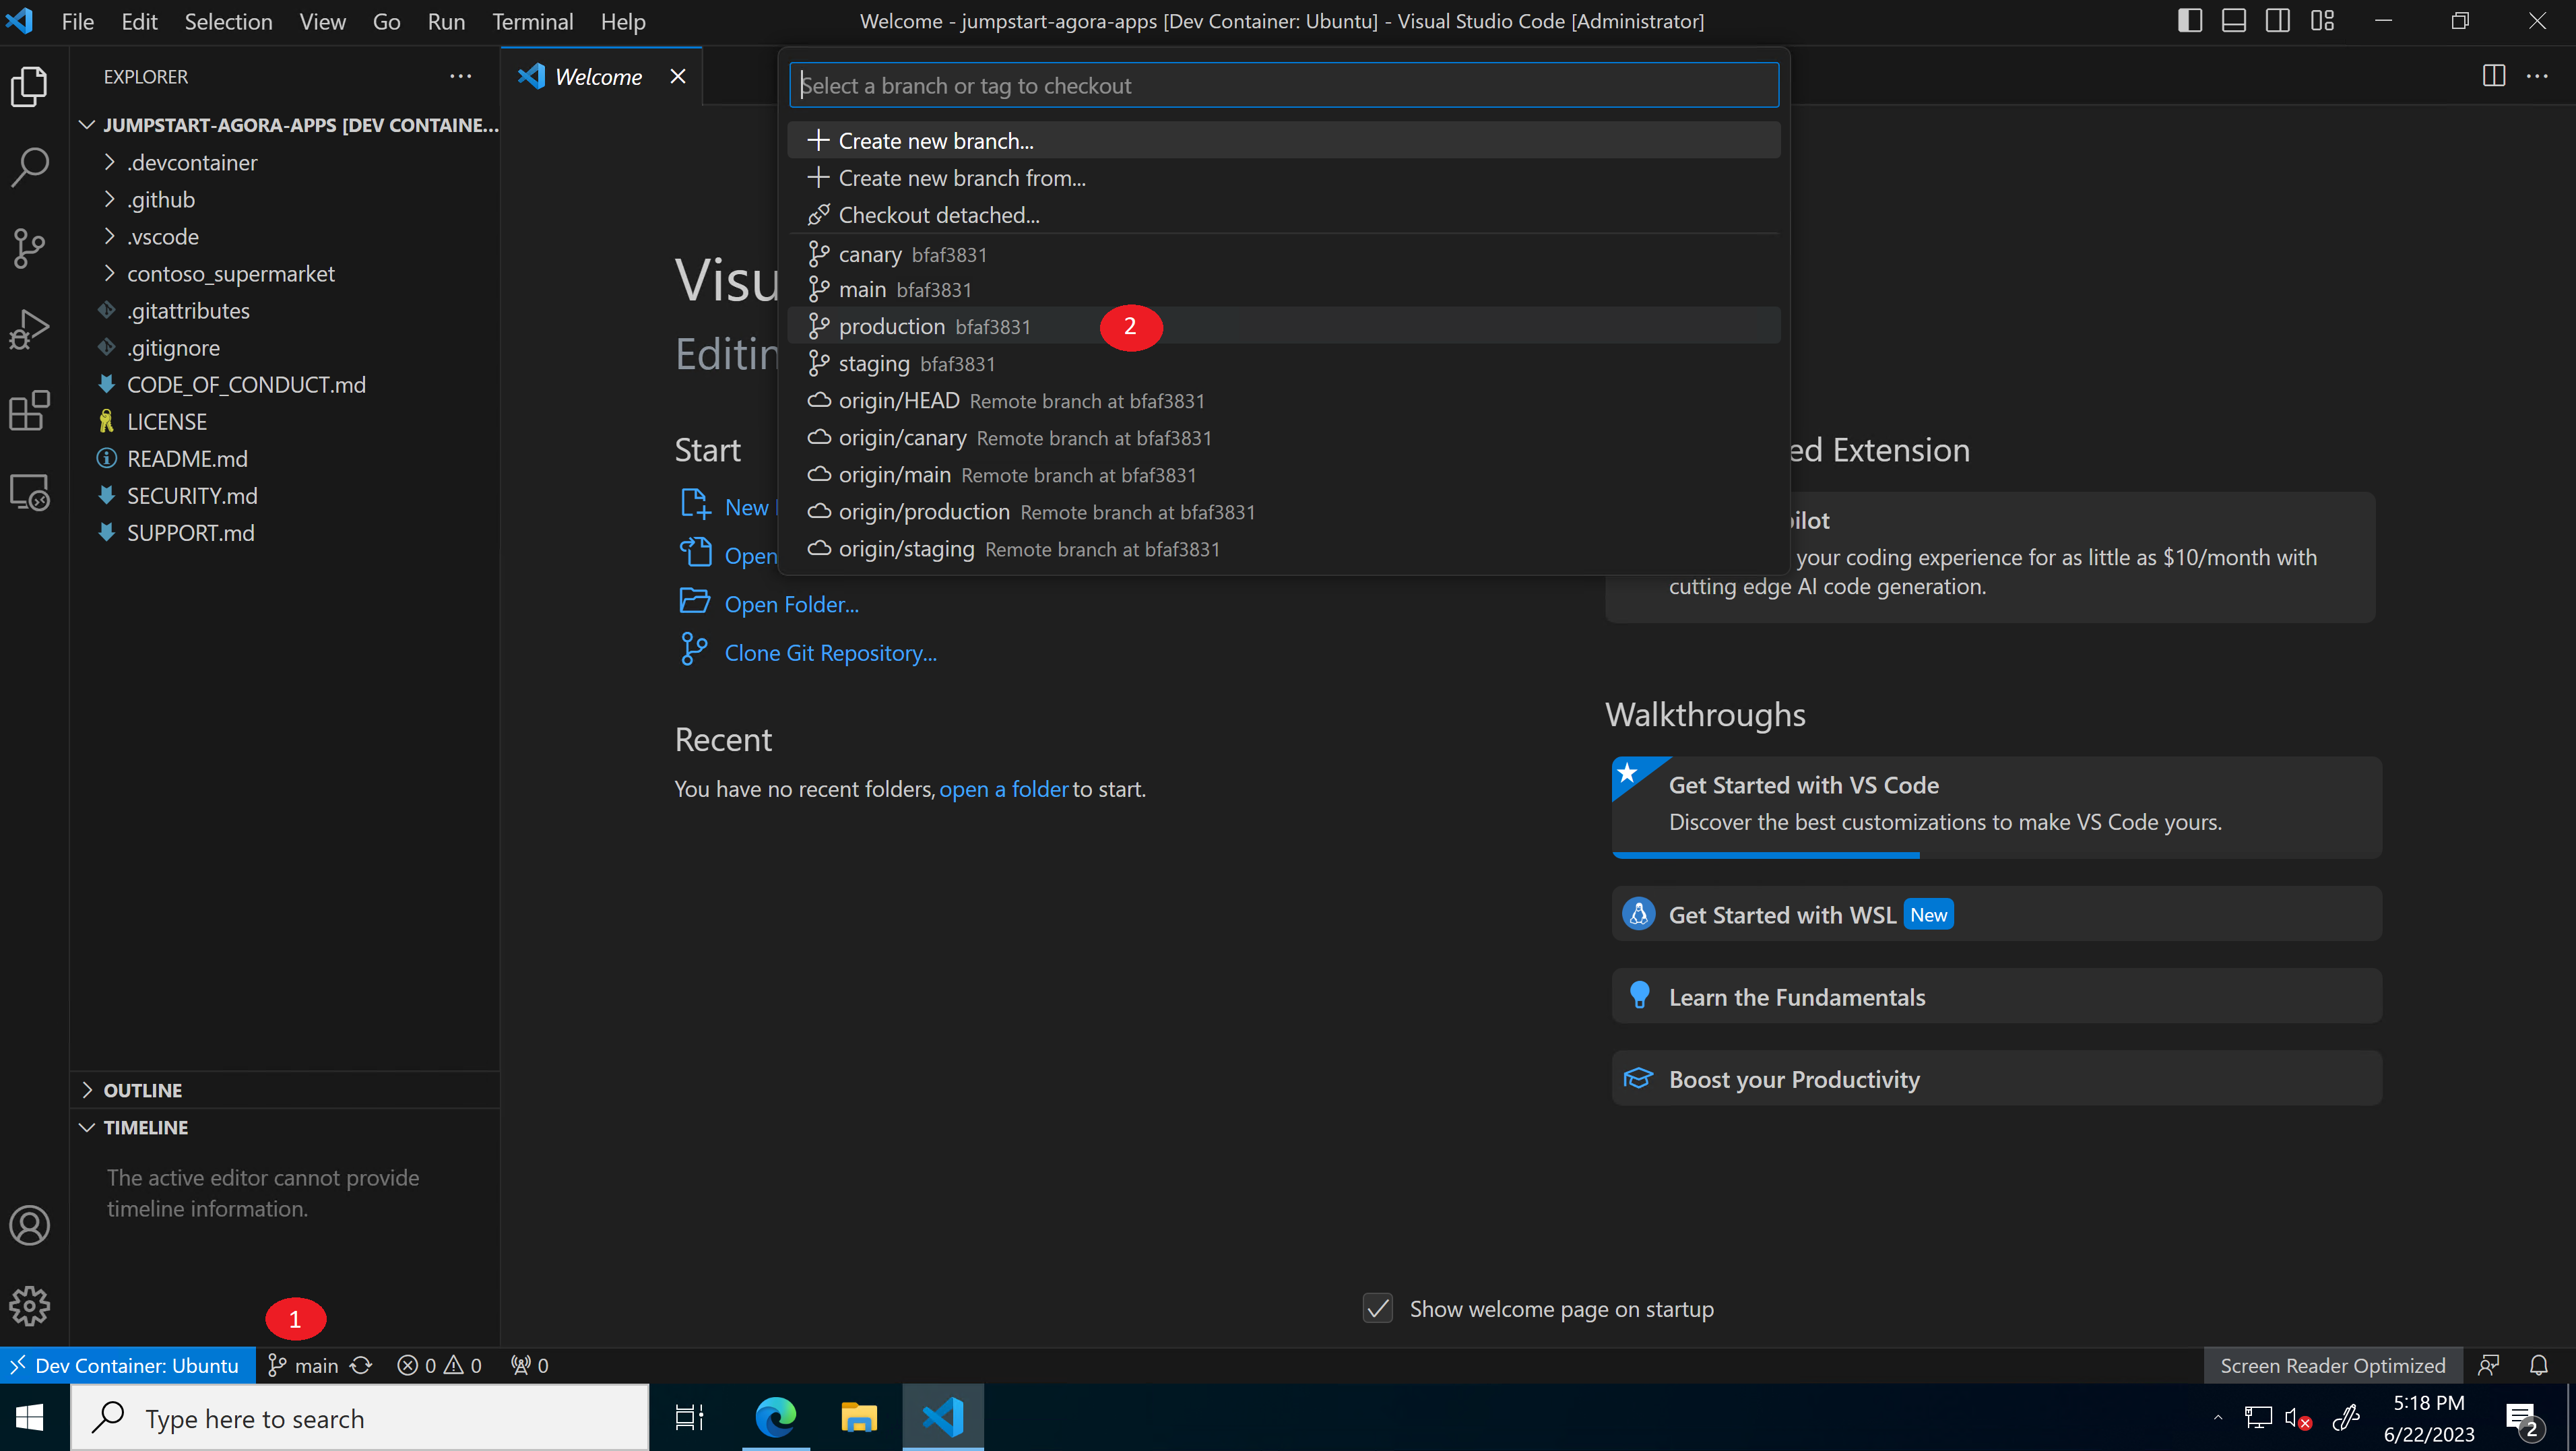 File Edit Selection View Go Run Terminal Help
Welcome - jumpstart-agora-apps [Dev Container: Ubuntu] - Visual Studio Code [Administrator]
EXPLORER
JUMPSTART-AGORA-APPS [DEV CONTAINE...
.devcontainer
.github
.vscode
contoso_supermarket
.gitattributes
.gitignore
CODE_OF_CONDUCT.md
LICENSE
README.md
SECURITY.md
SUPPORT.md
OUTLINE
TIMELINE
The active editor cannot provide
timeline information.
1
Welcome
Select a branch or tag to checkout
Create new branch...
Create new branch from...
Checkout detached...
canary bfaf3831
main bfaf3831
production bfaf3831
2
staging bfaf3831
origin/HEAD Remote branch at bfaf3831
origin/canary Remote branch at bfaf3831
origin/main Remote branch at bfaf3831
origin/production Remote branch at bfaf3831
origin/staging Remote branch at bfaf3831
Visu
Editin
Start
New
Open
Open Folder...
Clone Git Repository...
Recent
You have no recent folders, open a folder to start.
ed Extension
ilot
your coding experience for as little as $10/month with
cutting edge AI code generation.
Walkthroughs
Get Started with VS Code
Discover the best customizations to make VS Code yours.
Get Started with WSL New
Learn the Fundamentals
Boost your Productivity
Show welcome page on startup
Dev Container: Ubuntu main 0 0 0
Screen Reader Optimized
Type here to search
5:18 PM
6/22/2023
2